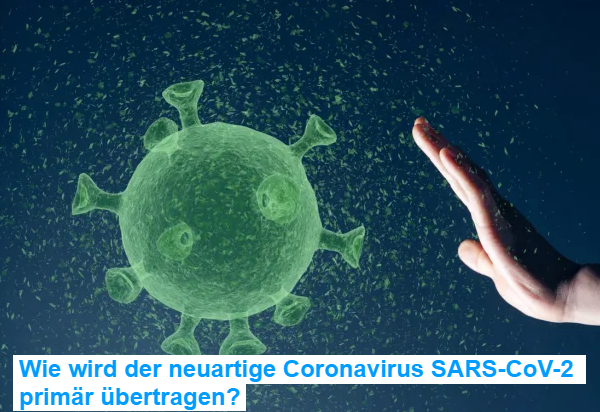 Wie wird der neuartige Coronavirus SARS-CoV-2
primär übertragen?